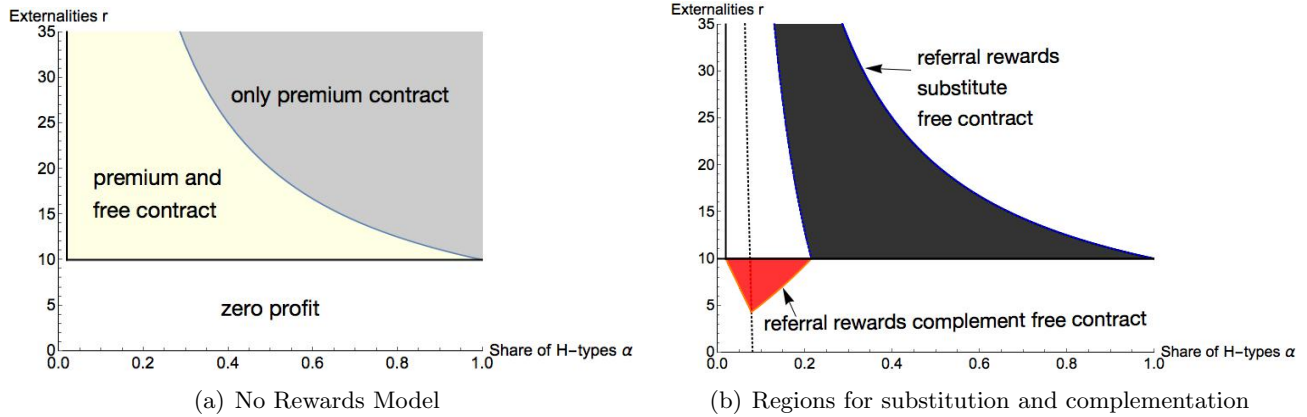 Externalities r
35
30
25
20
15
10
5
0
0.0 0.2 0.4 0.6 0.8 1.0
Share of H-types α
only premium contract
premium and
free contract
zero profit
(a) No Rewards Model
Externalities r
35
30
25
20
15
10
5
0
0.0 0.2 0.4 0.6 0.8 1.0
Share of H-types α
referral rewards
substitute
free contract
referral rewards complement free contract
(b) Regions for substitution and complementation